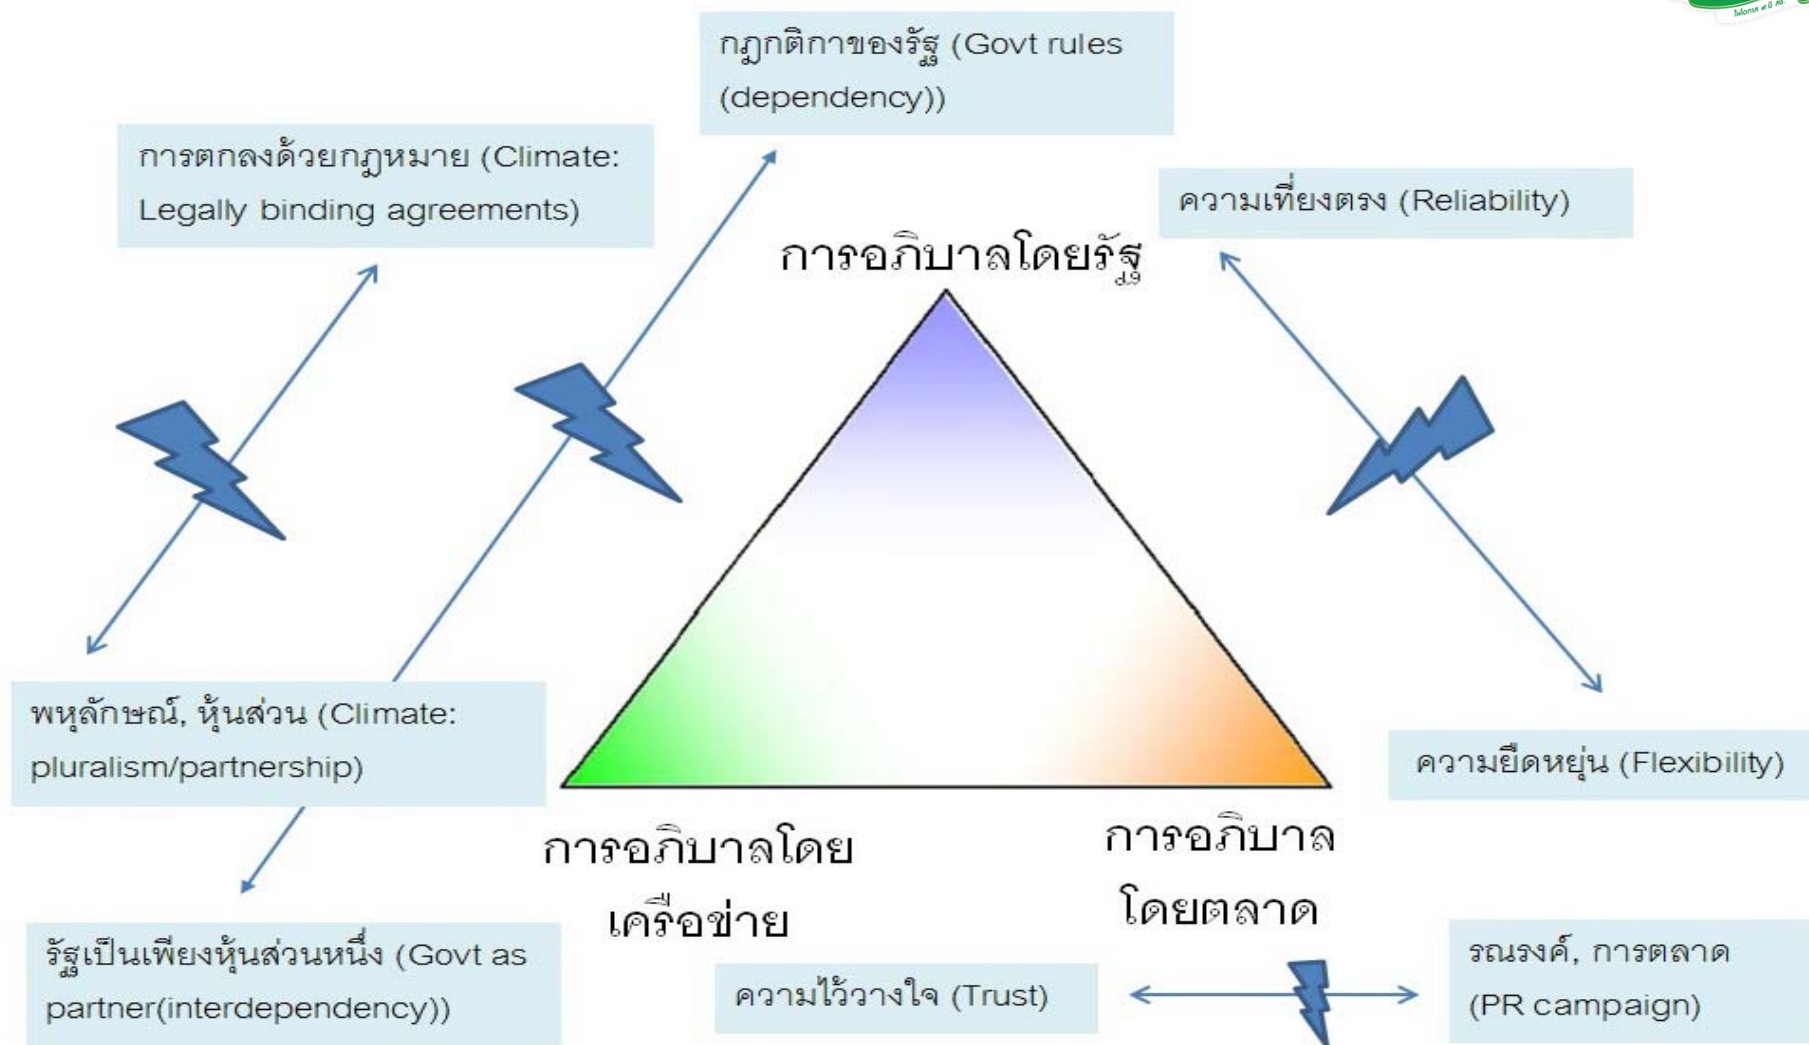 กฎกติกาของรัฐ (Govt rules
(dependency))
การตกลงด้วยกฎหมาย (Climate:
Legally binding agreements)
ความเที่ยงตรง (Reliability)
การอภิบาลโดยรัฐ
พหุลักษณ์, หุ้นส่วน (Climate:
pluralism/partnership)
ความยืดหยุ่น (Flexibility)
การอภิบาลโดย
เครือข่าย
การอภิบาล
โดยตลาด
รัฐเป็นเพียงหุ้นส่วนหนึ่ง (Govt as
partner(interdependency))
ความไว้วางใจ (Trust)
รณรงค์, การตลาด
(PR campaign)